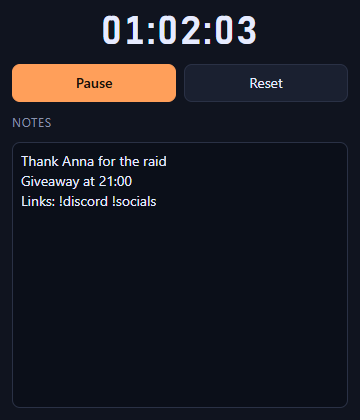 01:02:03
Pause
Reset
NOTES
Thank Anna for the raid
Giveaway at 21:00
Links: !discord !socials